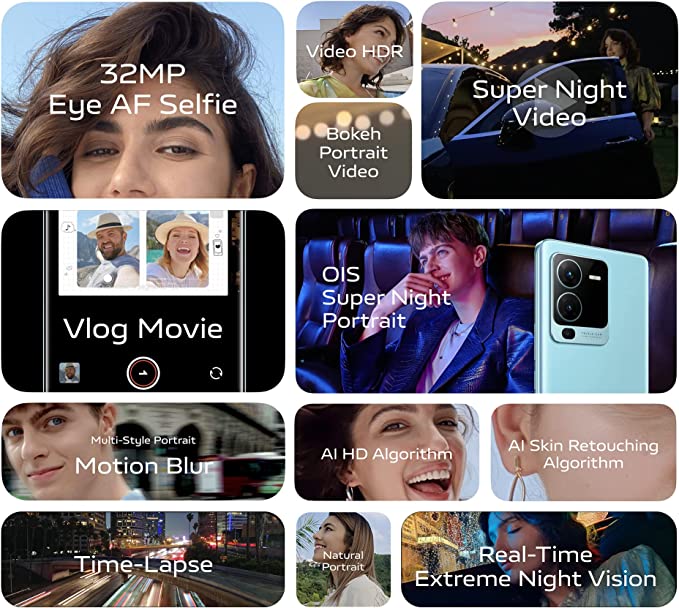 32MP
Eye AF Selfie
Video HDR
Bokeh
Portrait
Video
Super Night
Video
Vlog Movie
OIS
Super Night
Portrait
Multi-Style Portrait
Motion Blur
AI HD Algorithm
AI Skin Retouching
Algorithm
Time-Lapse
Natural
Portrait
Real-Time
Extreme Night Vision